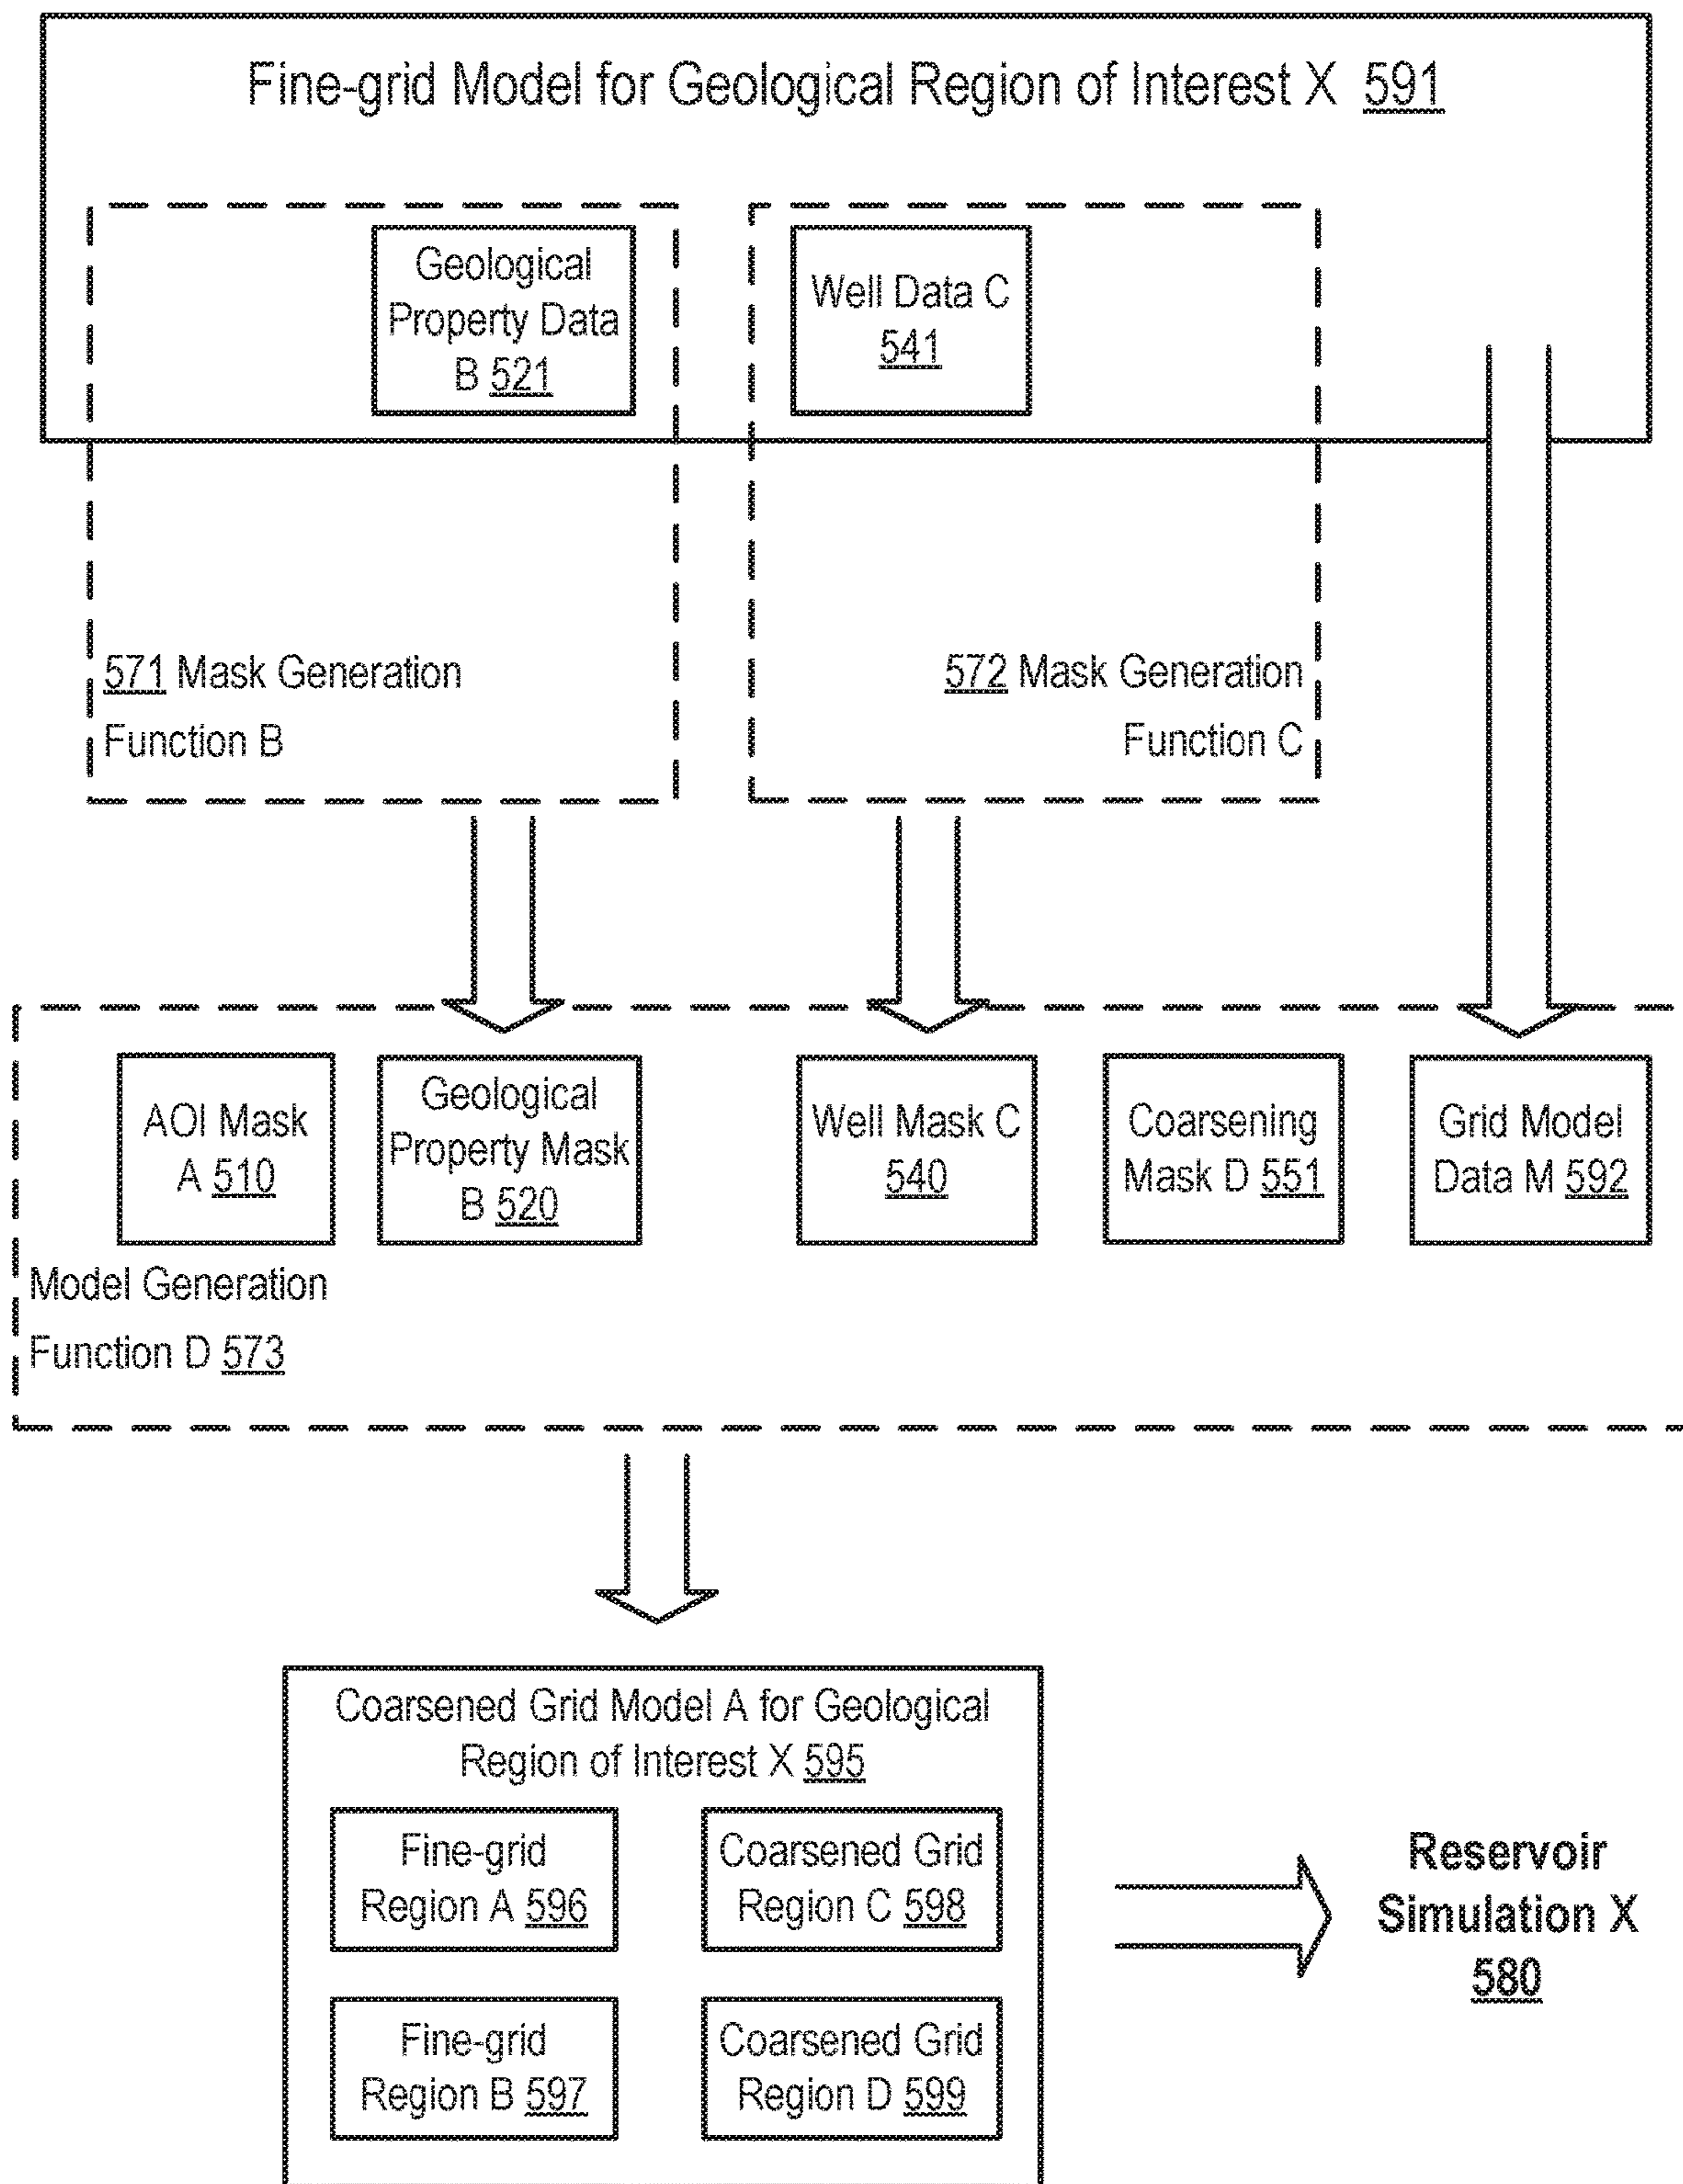 Fine-grid Model for Geological Region of Interest X 591
Geological
Property Data
B 521
Well Data C
541
571 Mask Generation
Function B
572 Mask Generation
Function C
AOI Mask
A 510
Geological
Property Mask
B 520
Well Mask C
540
Coarsening
Mask D 551
Grid Model
Data M 592
Model Generation
Function D 573
Coarsened Grid Model A for Geological
Region of Interest X 595
Fine-grid
Region A 596
Coarsened Grid
Region C 598
Fine-grid
Region B 597
Coarsened Grid
Region D 599
Reservoir
Simulation X
580